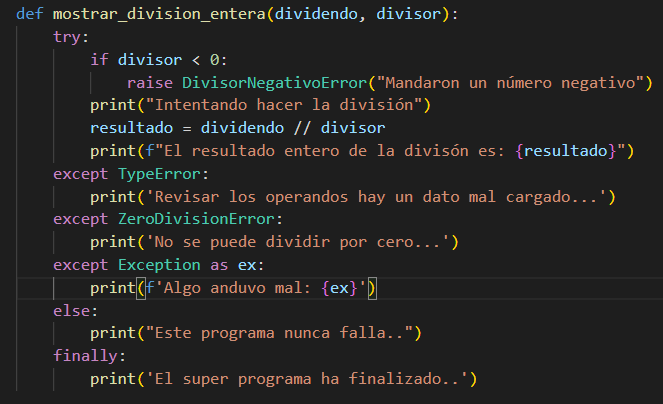 def mostrar_division_entera(dividendo, divisor):
    try:
        if divisor < 0:
            raise DivisorNegativoError("Mandaron un número negativo")
        print("Intentando hacer la división")
        resultado = dividendo // divisor
        print(f"El resultado entero de la divisón es: {resultado}")
    except TypeError:
        print('Revisar los operandos hay un dato mal cargado...')
    except ZeroDivisionError:
        print('No se puede dividir por cero...')
    except Exception as ex:
        print(f'Algo anduvo mal: {ex}')
    else:
        print("Este programa nunca falla..")
    finally:
        print('El super programa ha finalizado..')